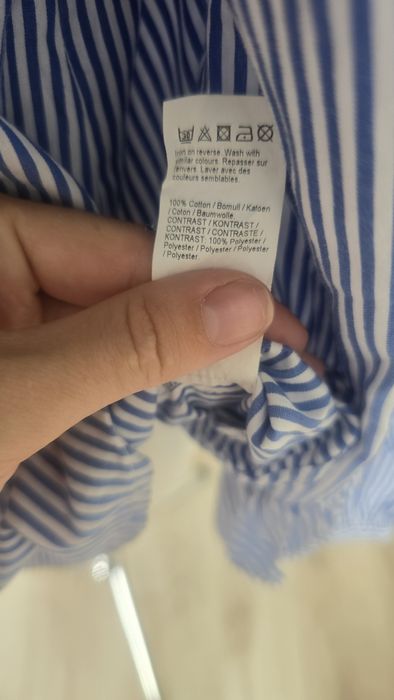 30
Iron on reverse. Wash with
similar colours. Repasser sur
l'envers. Laver avec des
couleurs semblables.
100% Cotton / Bomull / Katoen
/ Coton / Baumwolle.
CONTRAST / KONTRAST /
CONTRAST / CONTRASTE /
KONTRAST: 100% Polyester /
Polyester / Polyester / Polyester
/ Polyester